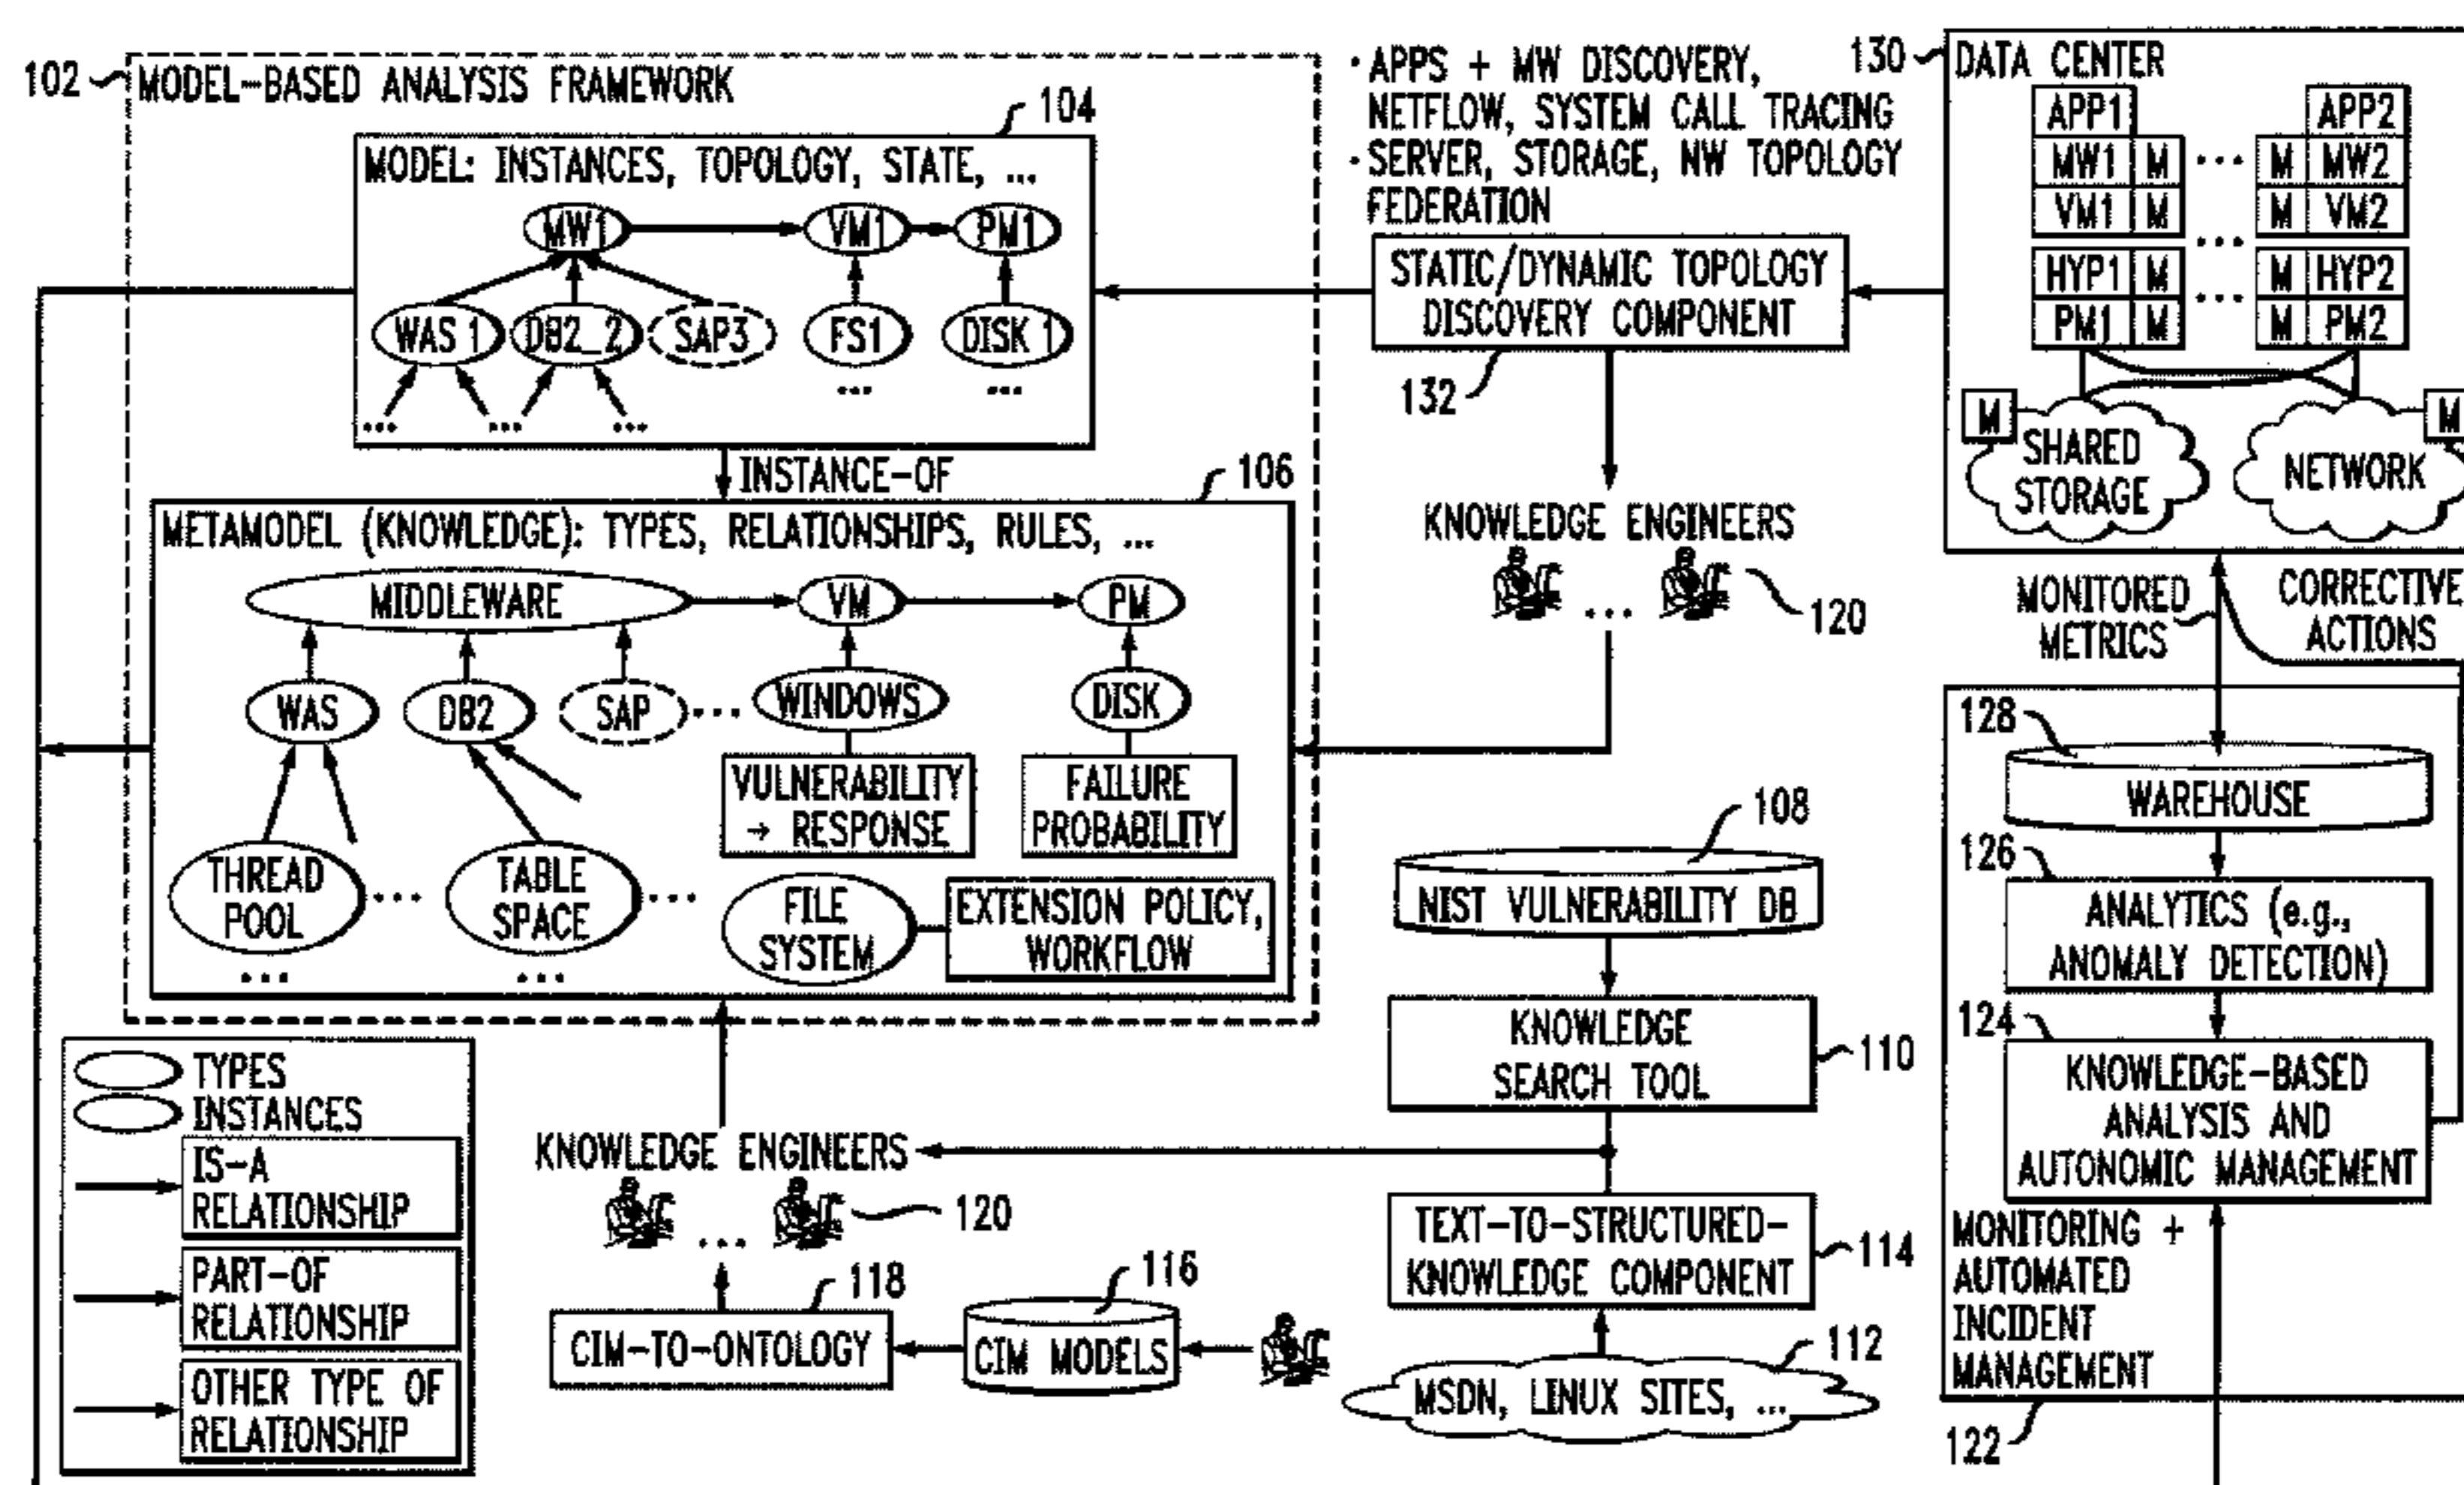 102
MODEL-BASED ANALYSIS FRAMEWORK
104
MODEL: INSTANCES, TOPOLOGY, STATE, ...
MW1
VM1
PM1
WAS 1
DB2_2
SAP3
FS1
DISK 1
...
...
...
...
...
INSTANCE-OF
106
METAMODEL (KNOWLEDGE): TYPES, RELATIONSHIPS, RULES, ...
MIDDLEWARE
VM
PM
WAS
DB2
SAP
...
WINDOWS
DISK
VULNERABILITY
→ RESPONSE
FAILURE
PROBABILITY
THREAD
POOL
...
TABLE
SPACE
...
FILE
SYSTEM
EXTENSION POLICY,
WORKFLOW
...
...
TYPES
INSTANCES
IS-A
RELATIONSHIP
PART-OF
RELATIONSHIP
OTHER TYPE OF
RELATIONSHIP
KNOWLEDGE ENGINEERS
...
120
118
CIM-TO-ONTOLOGY
116
CIM MODELS
· APPS + MW DISCOVERY,
NETFLOW, SYSTEM CALL TRACING
· SERVER, STORAGE, NW TOPOLOGY
FEDERATION
STATIC/DYNAMIC TOPOLOGY
DISCOVERY COMPONENT
132
KNOWLEDGE ENGINEERS
...
120
108
NIST VULNERABILITY DB
KNOWLEDGE
SEARCH TOOL
110
TEXT-TO-STRUCTURED-
KNOWLEDGE COMPONENT
114
112
MSDN, LINUX SITES, ...
130
DATA CENTER
APP1
APP2
MW1 M ... M MW2
VM1 M M VM2
...
HYP1 M M HYP2
...
PM1 M M PM2
M
M
SHARED
STORAGE
NETWORK
MONITORED
METRICS
CORRECTIVE
ACTIONS
128
WAREHOUSE
126
ANALYTICS (e.g.,
ANOMALY DETECTION)
124
KNOWLEDGE-BASED
ANALYSIS AND
AUTONOMIC MANAGEMENT
MONITORING +
AUTOMATED
INCIDENT
MANAGEMENT
122